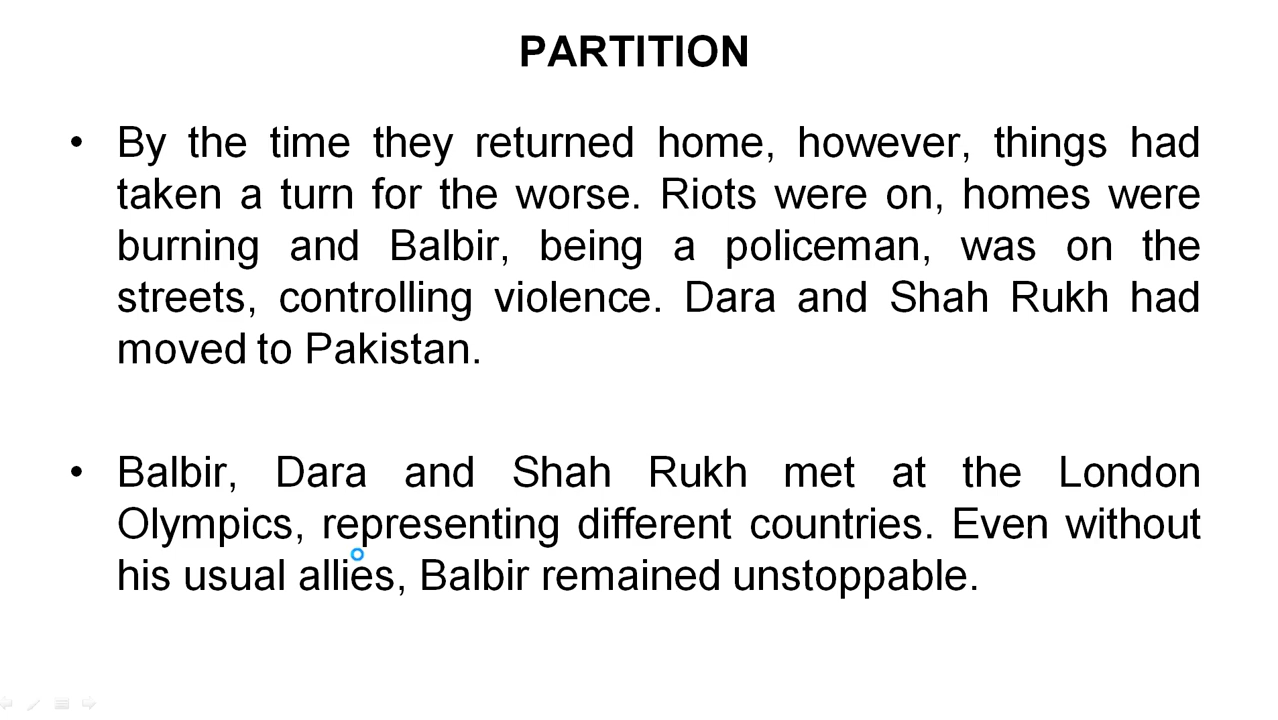 PARTITION
• By the time they returned home, however, things had
taken a turn for the worse. Riots were on, homes were
burning and Balbir, being a policeman, was on the
streets, controlling violence. Dara and Shah Rukh had
moved to Pakistan.
• Balbir, Dara and Shah Rukh met at the London
Olympics, representing different countries. Even without
his usual allies, Balbir remained unstoppable.